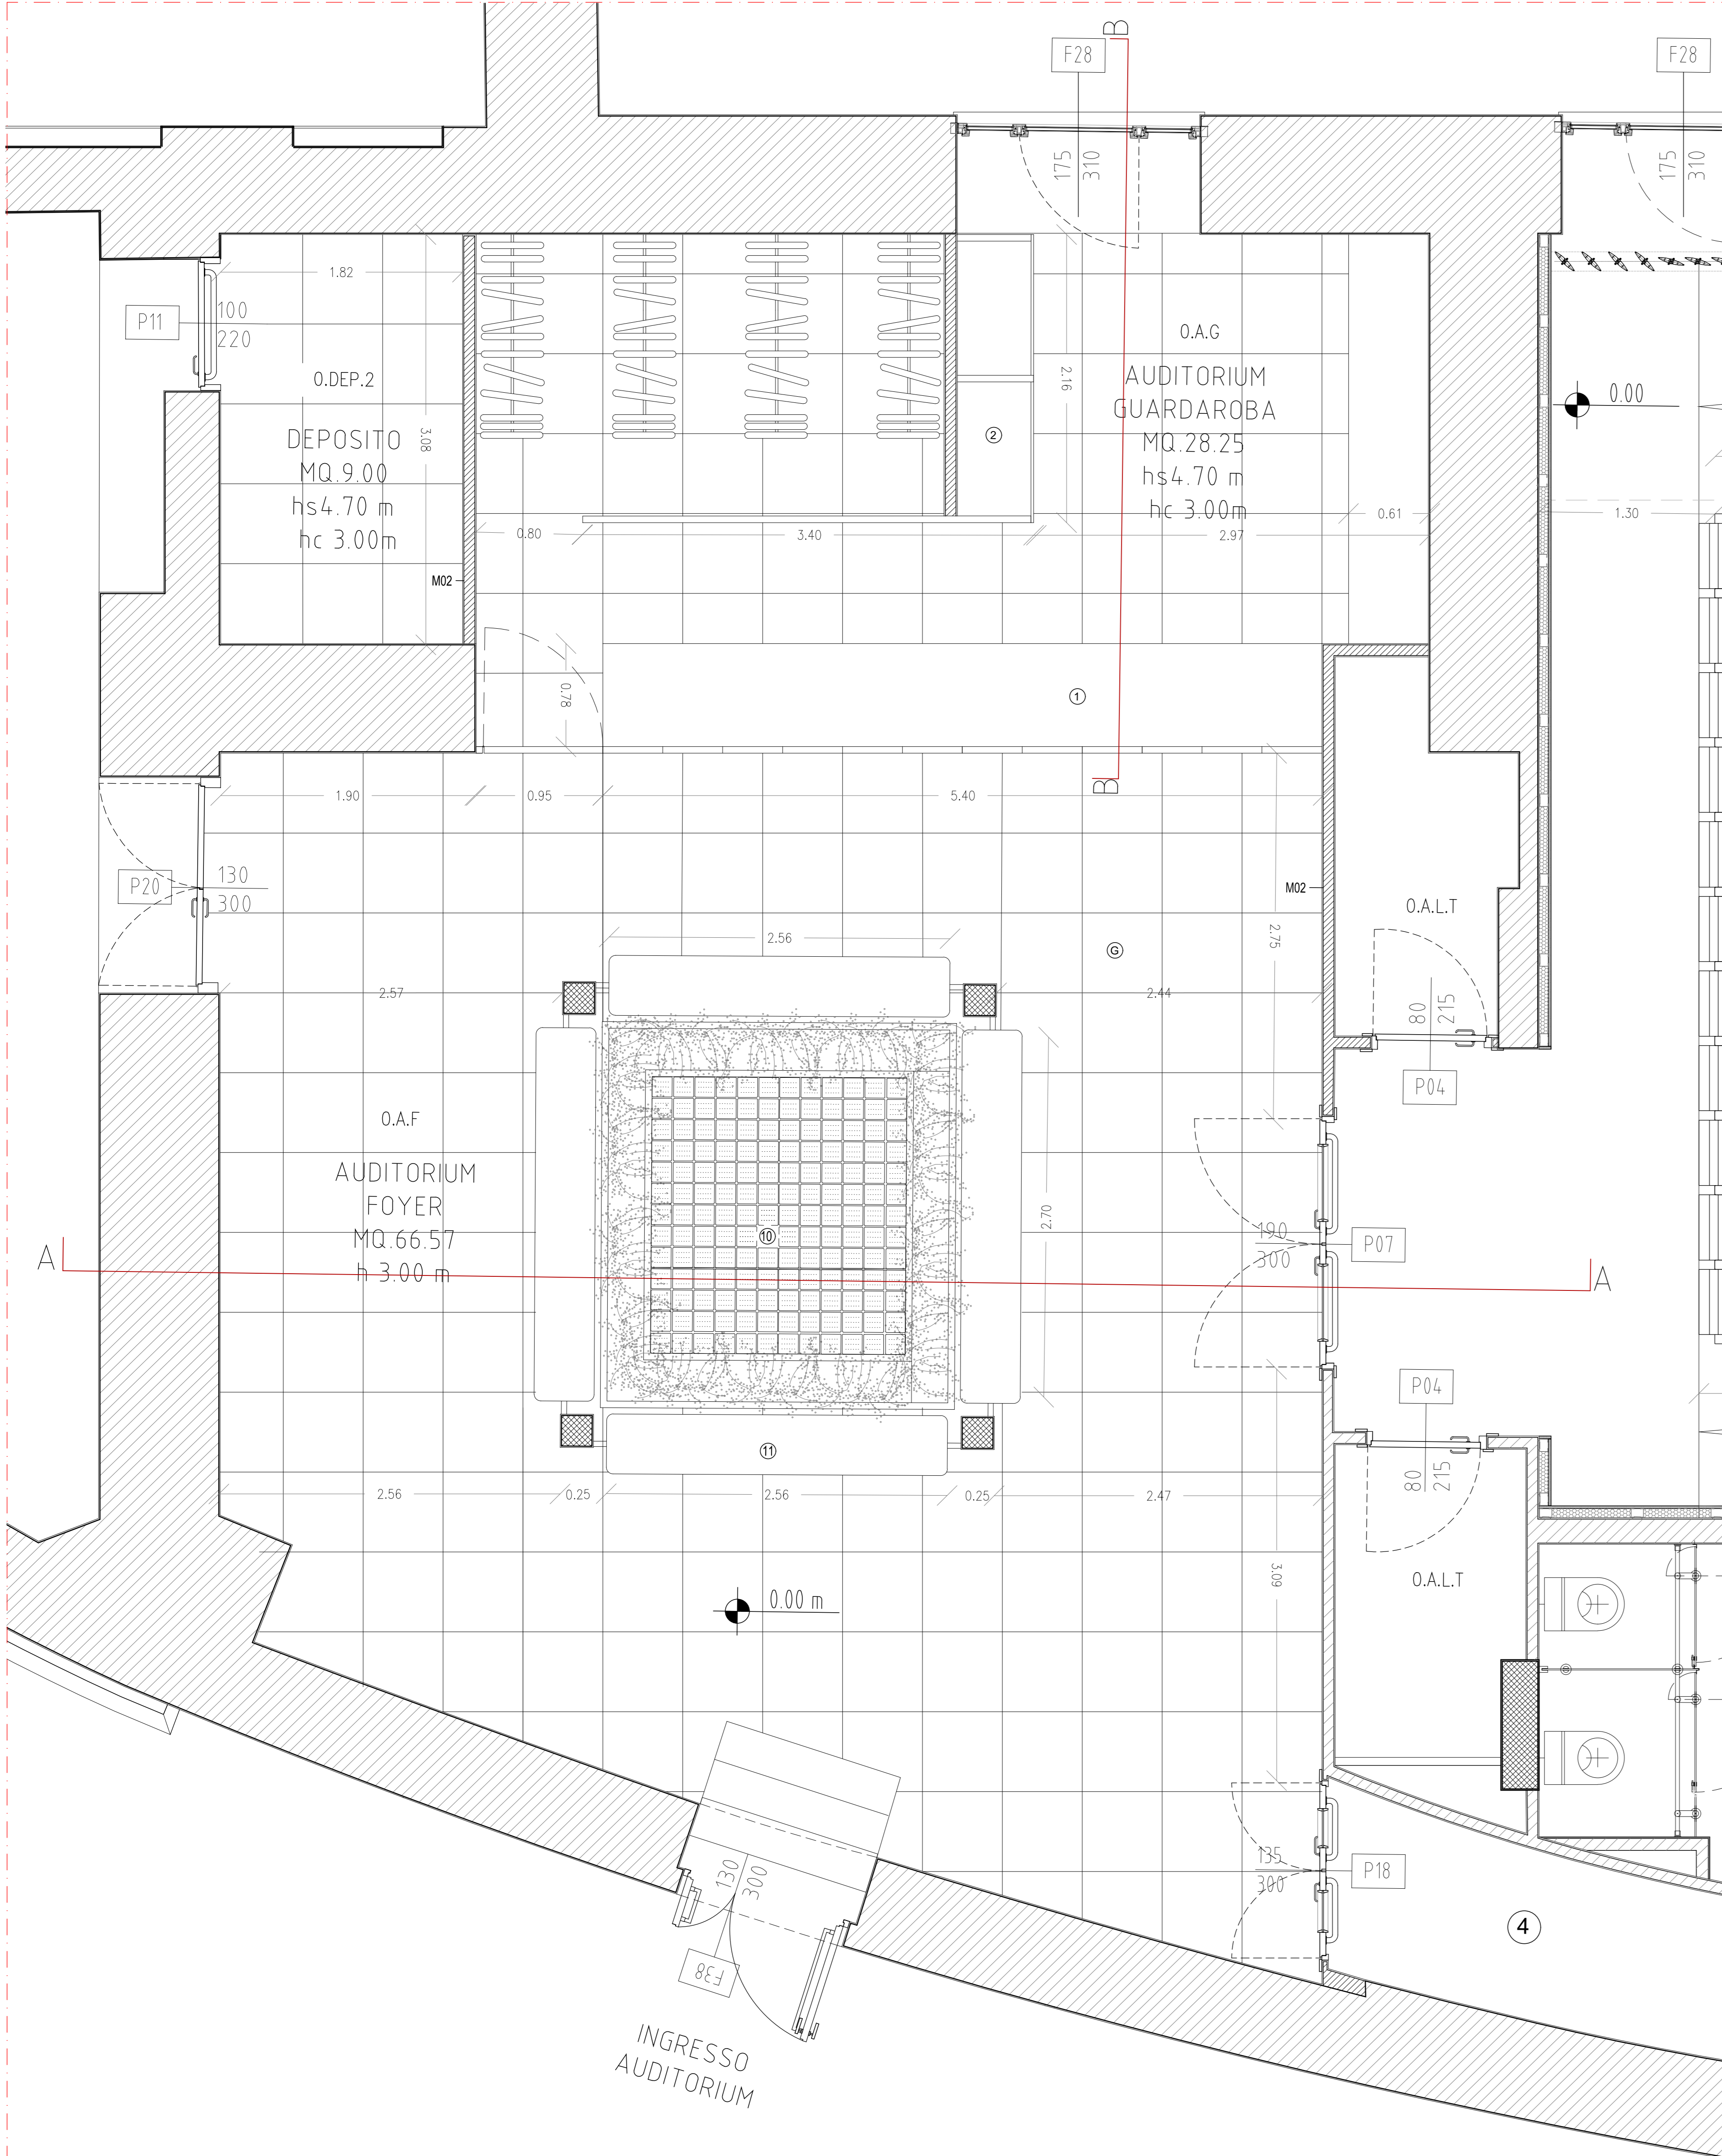 B
F28
F28
175
310
175
310
1.82
P11
100
220
O.DEP.2
DEPOSITO
MQ.9.00
hs4.70 m
hc 3.00m
3.08
M02
2
2.16
O.A.G
AUDITORIUM
GUARDAROBA
MQ.28.25
hs4.70 m
hc 3.00m
0.00
0.80
3.40
2.97
0.61
1.30
0.78
1
B
1.90
0.95
5.40
P20
130
300
M02
O.A.L.T
2.75
G
2.56
2.57
2.44
80
215
P04
O.A.F
AUDITORIUM
FOYER
MQ.66.57
h 3.00 m
2.70
10
190
300
P07
A
A
P04
11
80
215
2.56
0.25
2.56
0.25
2.47
3.09
O.A.L.T
0.00 m
130
300
135
300
P18
4
F38
INGRESSO
AUDITORIUM